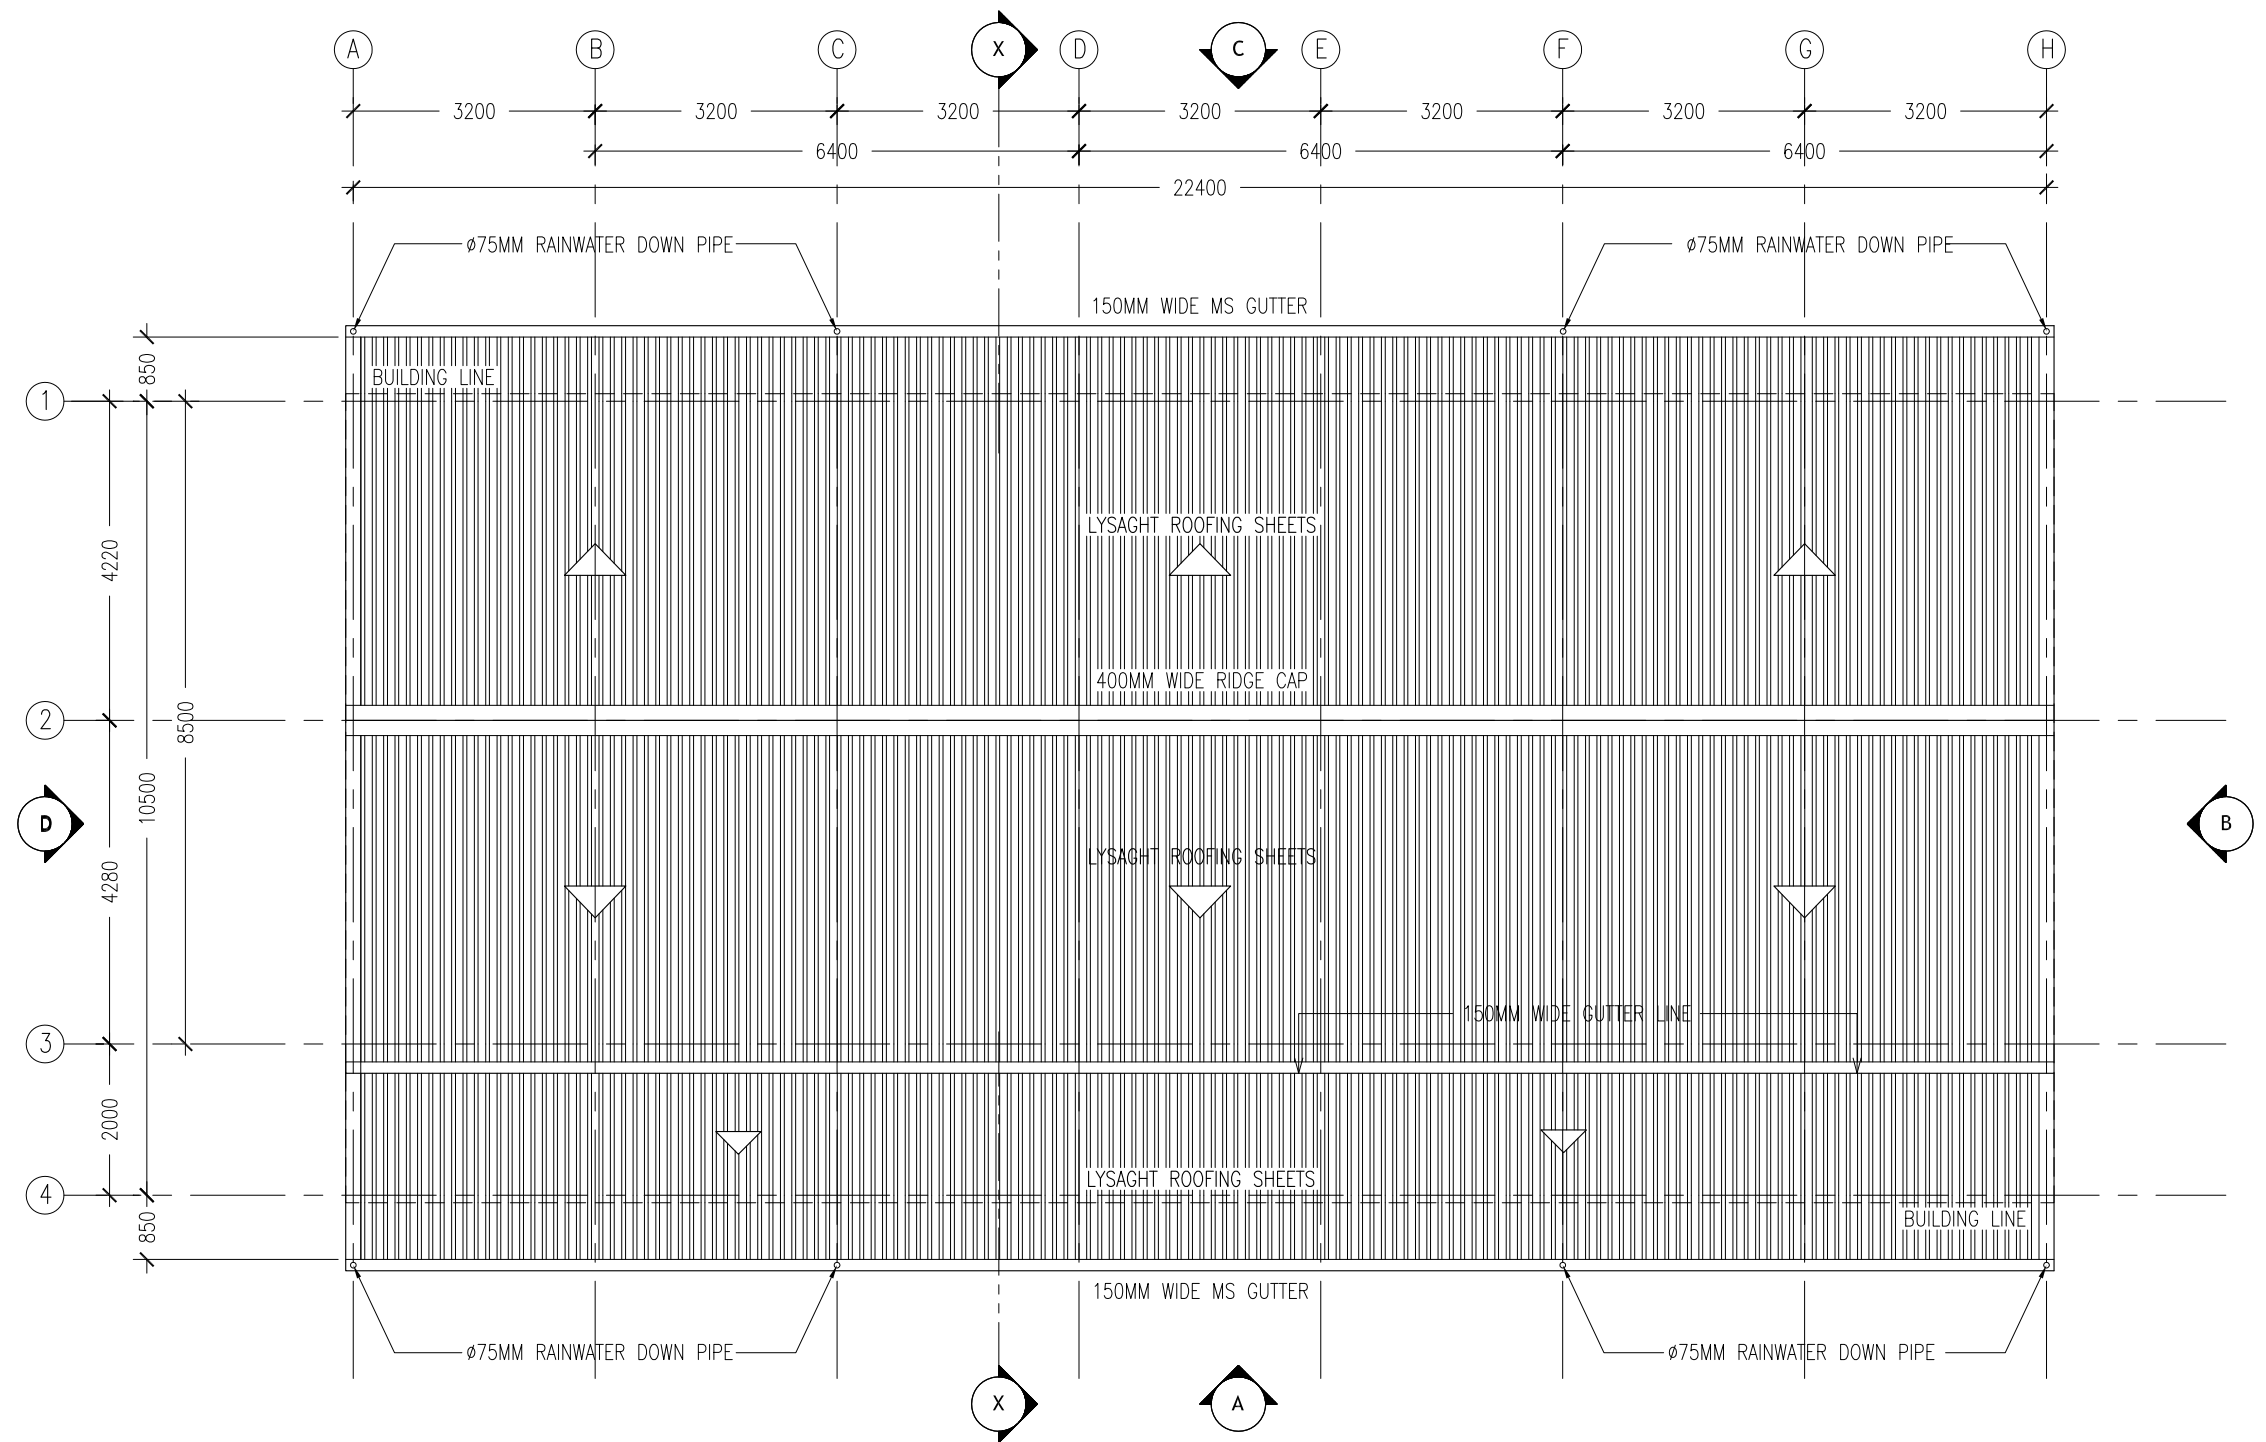 A B C X D C E F G H
3200 3200 3200 3200 3200 3200 3200
6400 6400 6400
22400
ø75MM RAINWATER DOWN PIPE ø75MM RAINWATER DOWN PIPE
150MM WIDE MS GUTTER
850
BUILDING LINE
1
LYSAGHT ROOFING SHEETS
4220
400MM WIDE RIDGE CAP
2
8500
10500
D B
LYSAGHT ROOFING SHEETS
4280
150MM WIDE GUTTER LINE
3
2000
LYSAGHT ROOFING SHEETS
4
BUILDING LINE
850
150MM WIDE MS GUTTER
ø75MM RAINWATER DOWN PIPE ø75MM RAINWATER DOWN PIPE
X A